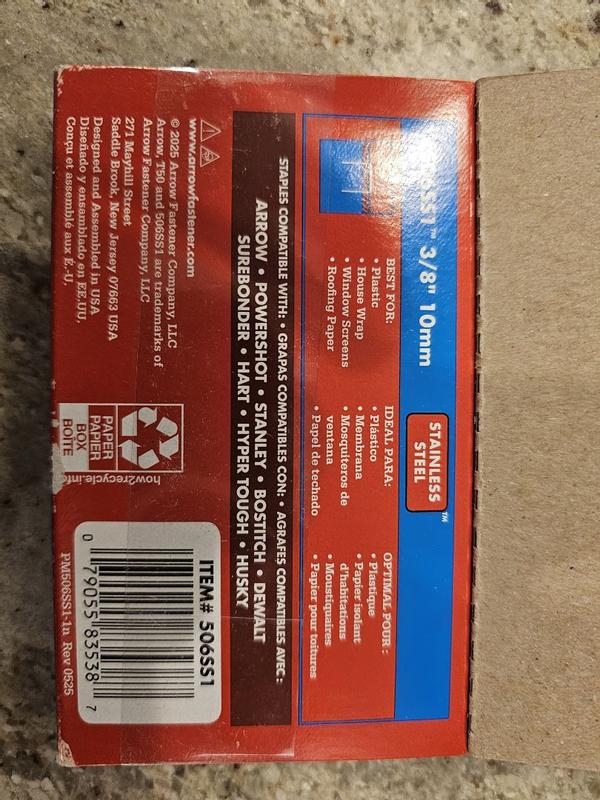 3/8" 10mm
STAINLESS
STEEL™
BEST FOR:
• Plastic
• House Wrap
• Window Screens
• Roofing Paper
IDEAL PARA:
• Plástico
• Membrana
• Mosquiteros de
ventana
• Papel de techado
OPTIMAL POUR :
• Plastique
• Papier isolant
d'habitations
• Moustiquaires
• Papier pour toitures
STAPLES COMPATIBLE WITH: • GRAPAS COMPATIBLES CON: • AGRAFES COMPATIBLES AVEC:
ARROW • POWERSHOT • STANLEY • BOSTITCH • DEWALT
SUREBONDER • HART • HYPER TOUGH • HUSKY
www.arrowfastener.com
© 2025 Arrow Fastener Company, LLC
Arrow, T50 and 506SS1 are trademarks of
Arrow Fastener Company, LLC
271 Mayhill Street
Saddle Brook, New Jersey 07663 USA
Designed and Assembled in USA
Diseñado y ensamblado en EE.UU.
Conçu et assemblé aux É.-U.
how2recycle.info
PAPER
PAPIER
BOX
BOÎTE
ITEM# 506SS1
0 79055 83538 7
PM506SS1-1n Rev 0525